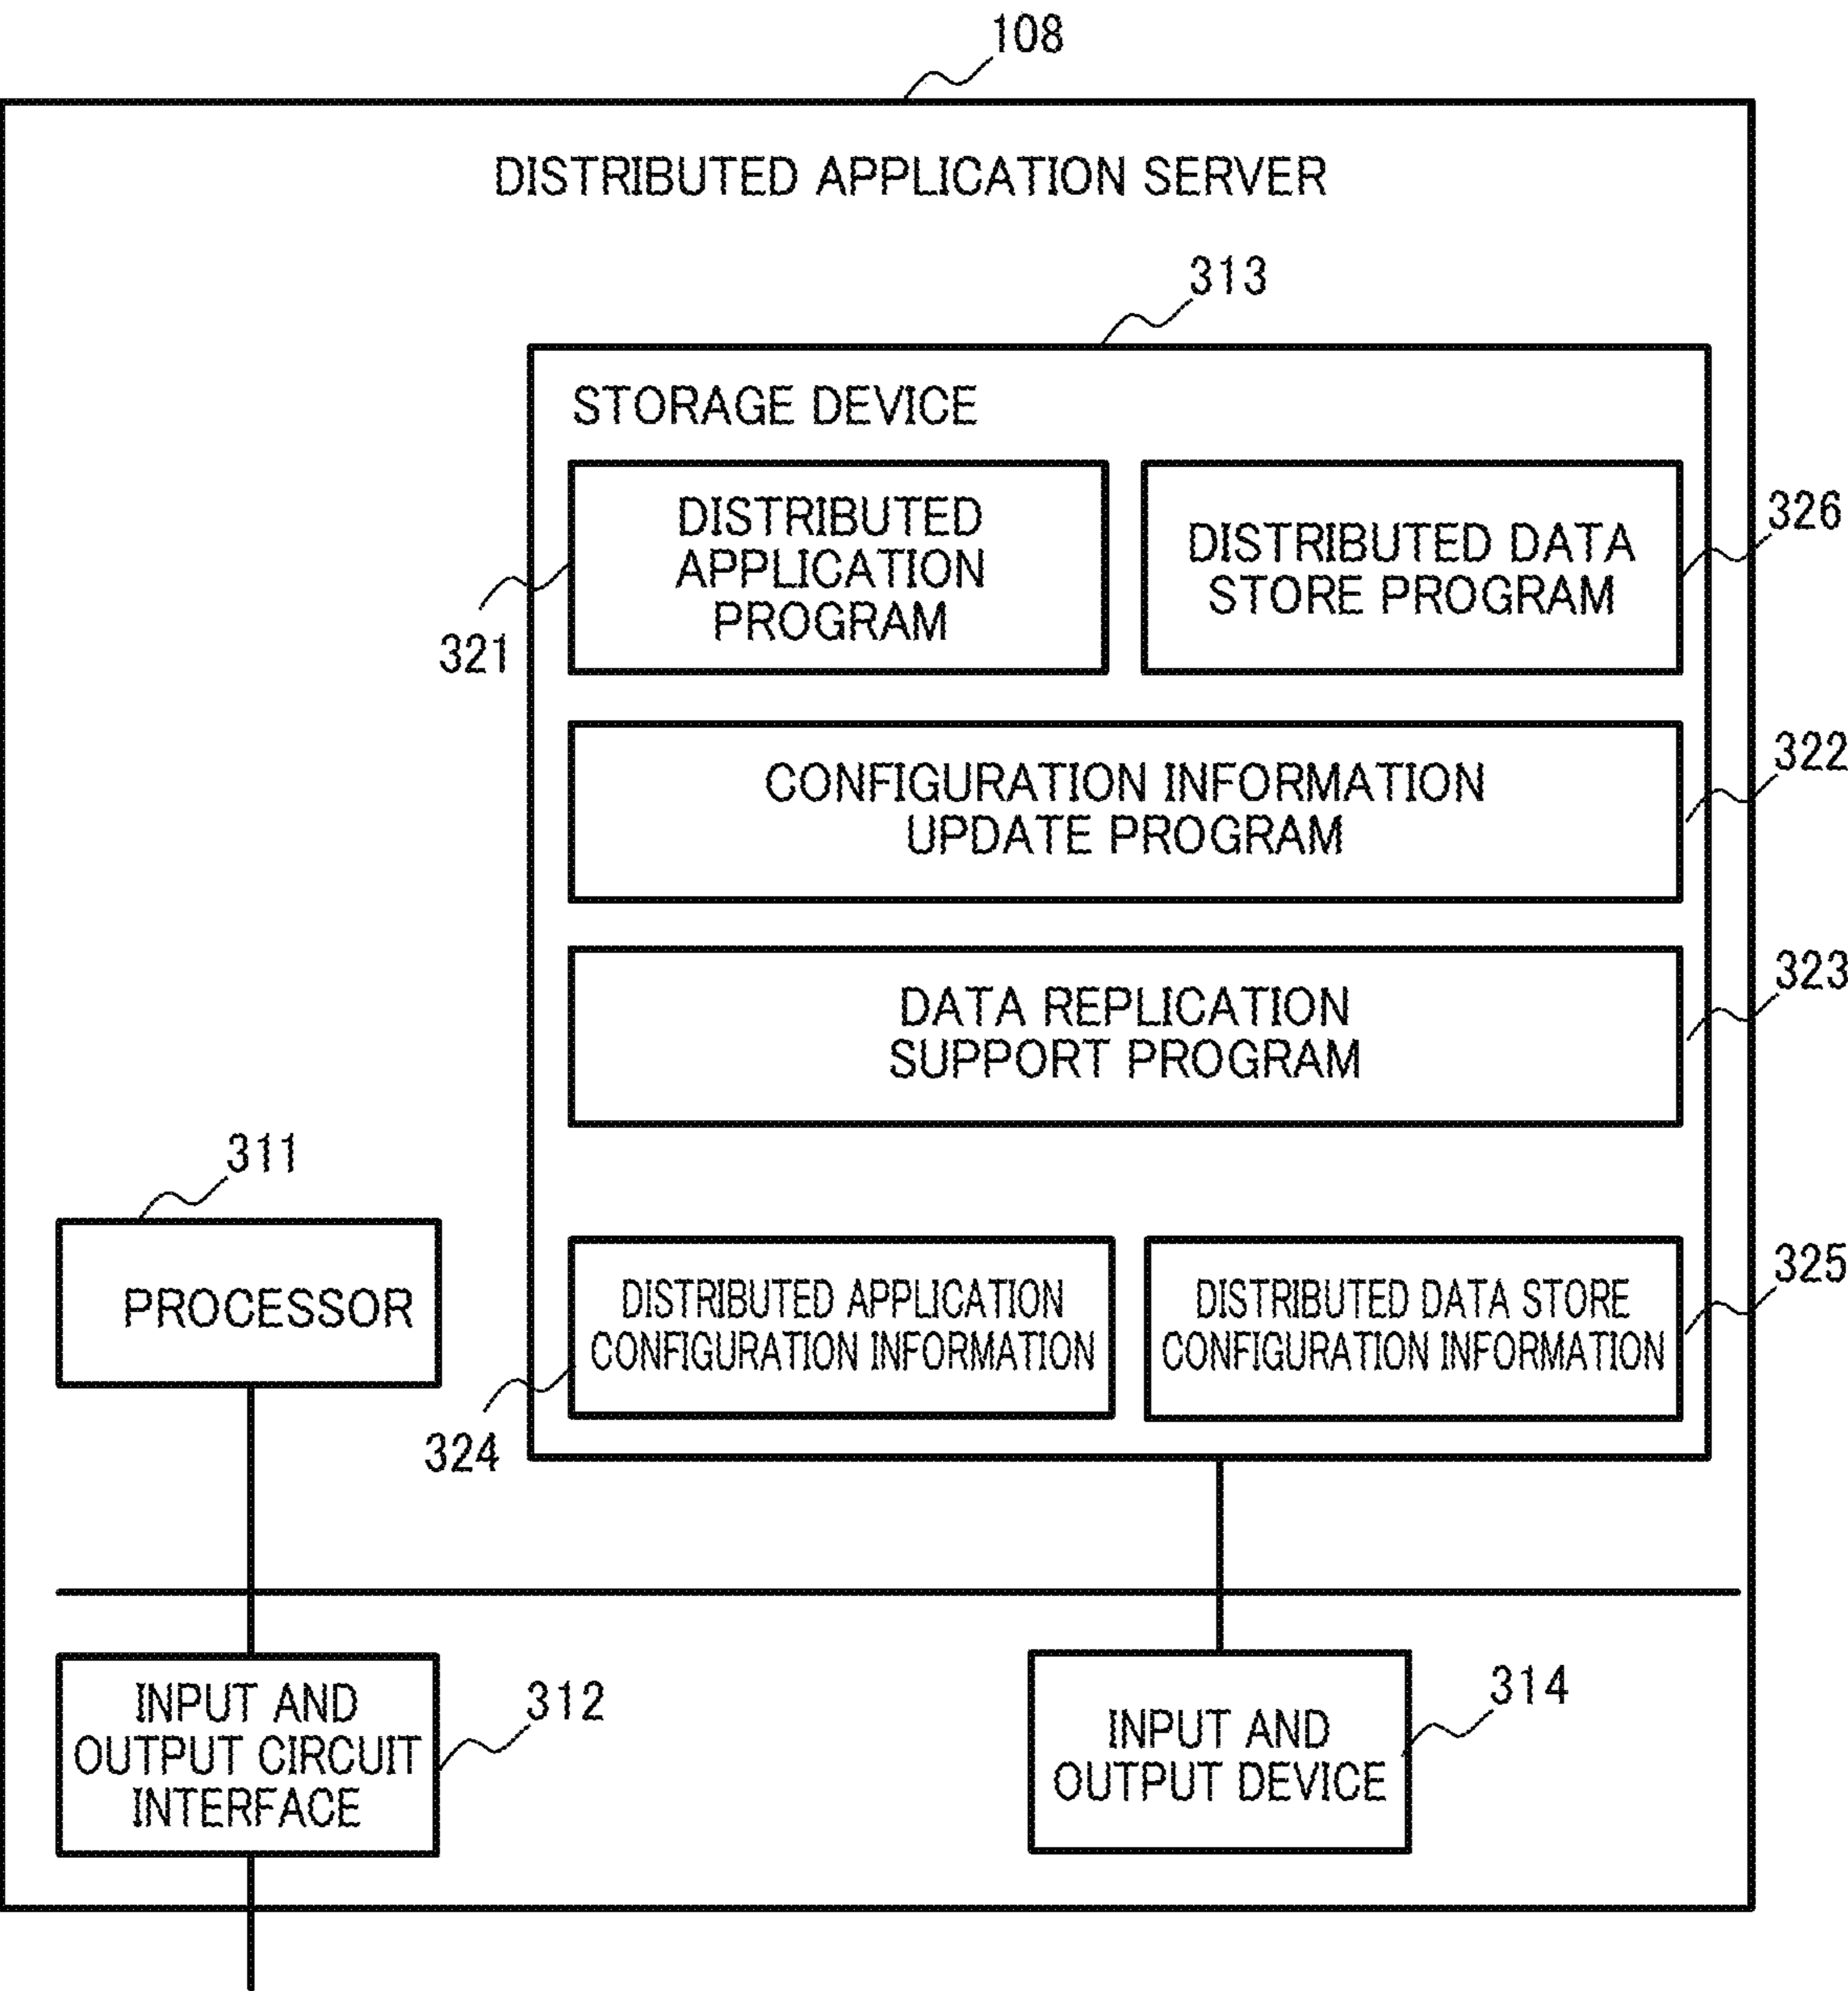 108
DISTRIBUTED APPLICATION SERVER
313
STORAGE DEVICE
DISTRIBUTED
APPLICATION
PROGRAM
321
DISTRIBUTED DATA
STORE PROGRAM
326
CONFIGURATION INFORMATION
UPDATE PROGRAM
322
DATA REPLICATION
SUPPORT PROGRAM
323
311
PROCESSOR
DISTRIBUTED APPLICATION
CONFIGURATION INFORMATION
324
DISTRIBUTED DATA STORE
CONFIGURATION INFORMATION
325
INPUT AND
OUTPUT CIRCUIT
INTERFACE
312
INPUT AND
OUTPUT DEVICE
314